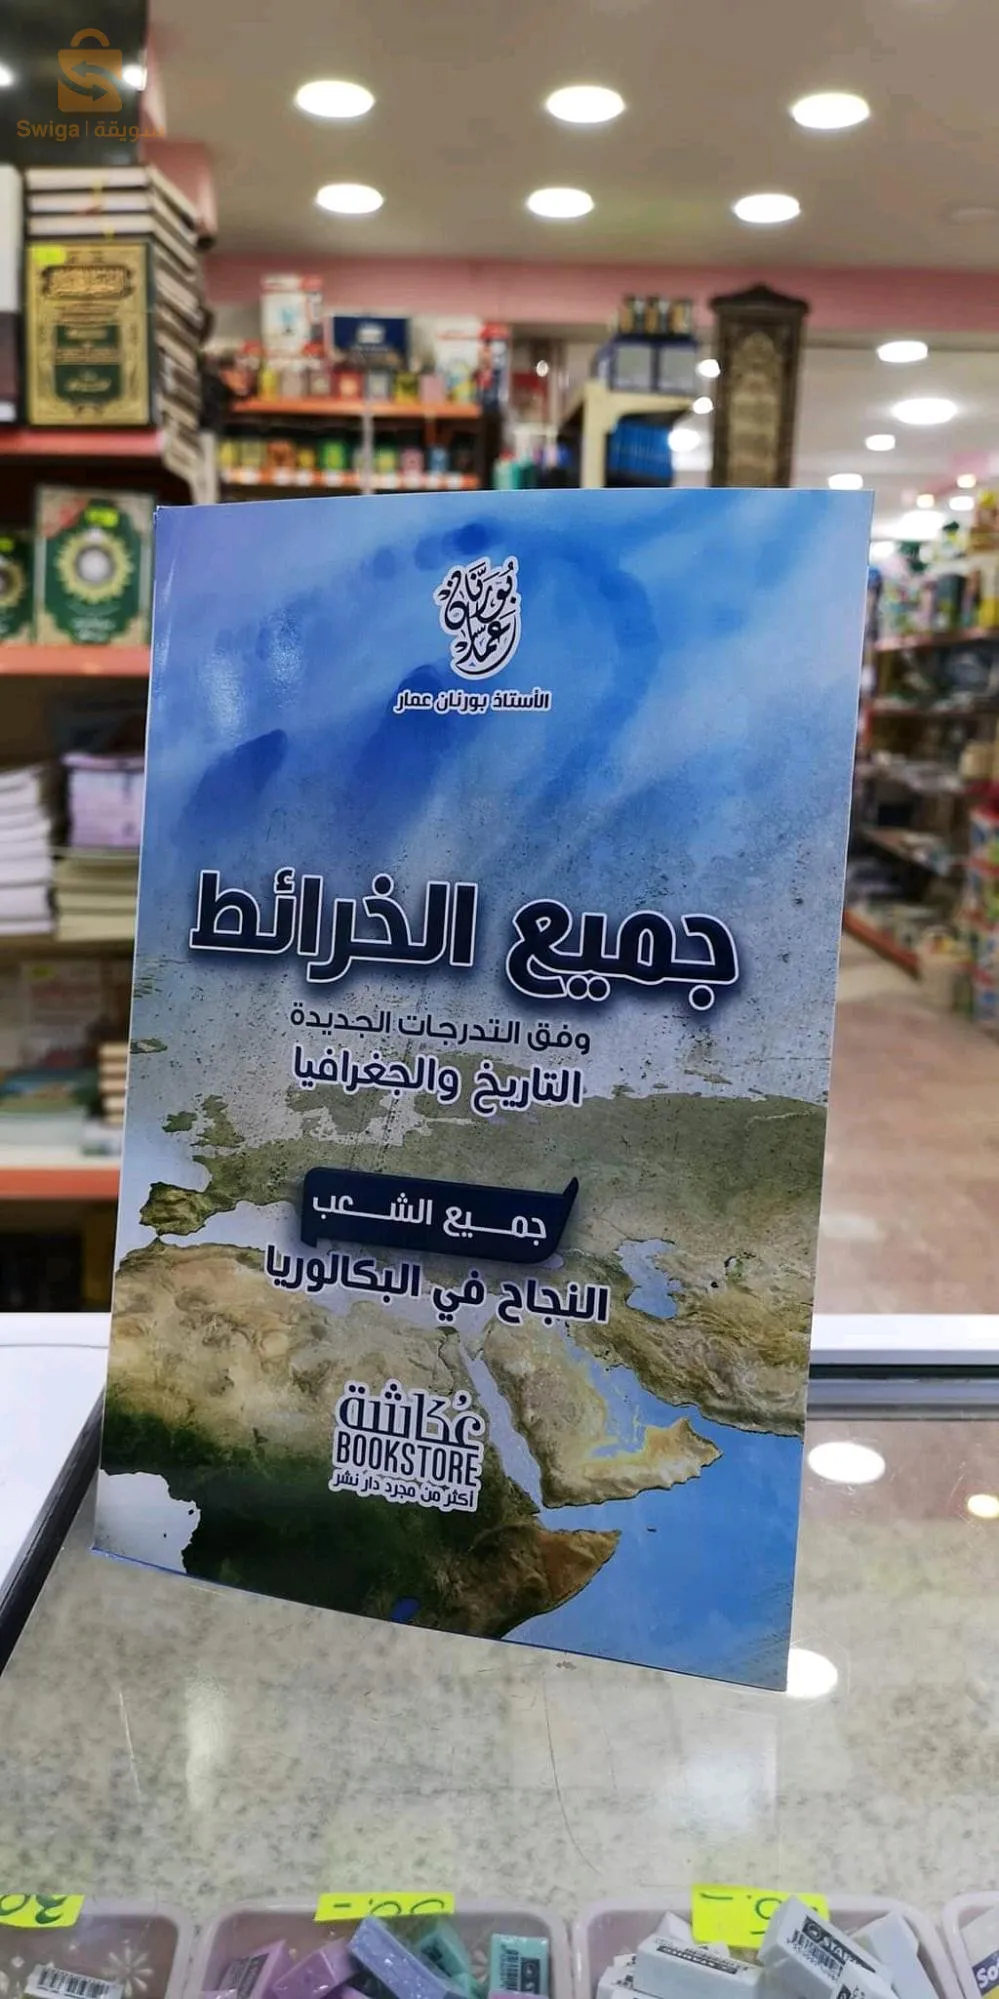 Swiga | سويقة
بورنان عمار
الأستاذ بورنان عمار
جميع الخرائط
وفق التدرجات الجديدة
التاريخ والجغرافيا
جميع الشعب
النجاح في البكالوريا
عكاشة
BOOKSTORE
أكثر من مجرد دار نشر